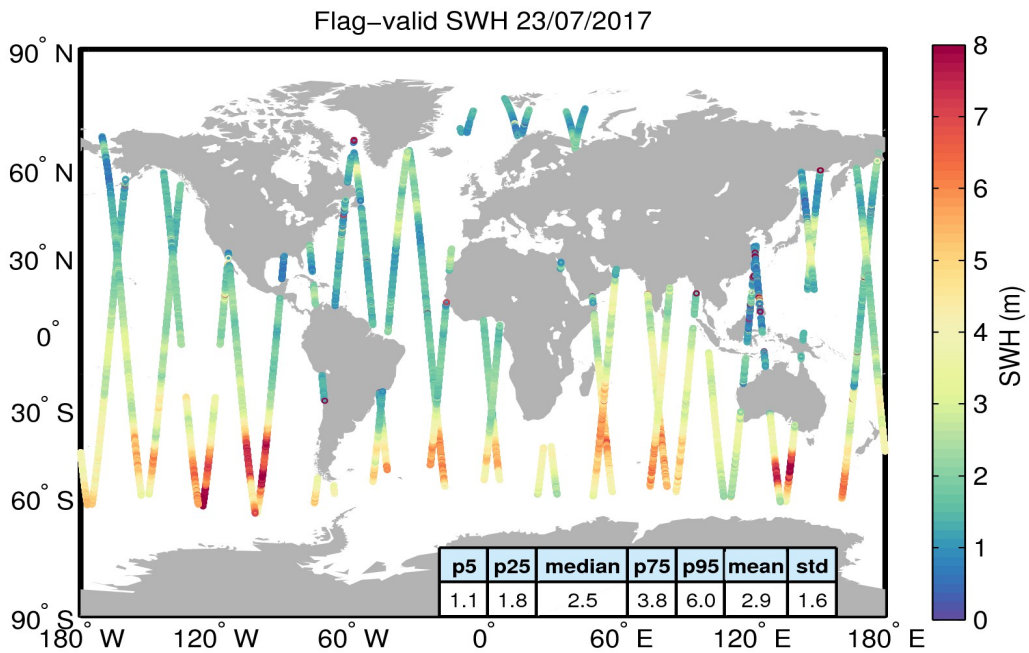 Flag−valid SWH 23/07/2017
90° N
60° N
30° N
0°
30° S
60° S
90° S
180° W
120° W
60° W
0°
60° E
120° E
180° E
p5 p25 median p75 p95 mean std
1.1 1.8 2.5 3.8 6.0 2.9 1.6
8
7
6
5
4
3
2
1
0
SWH (m)